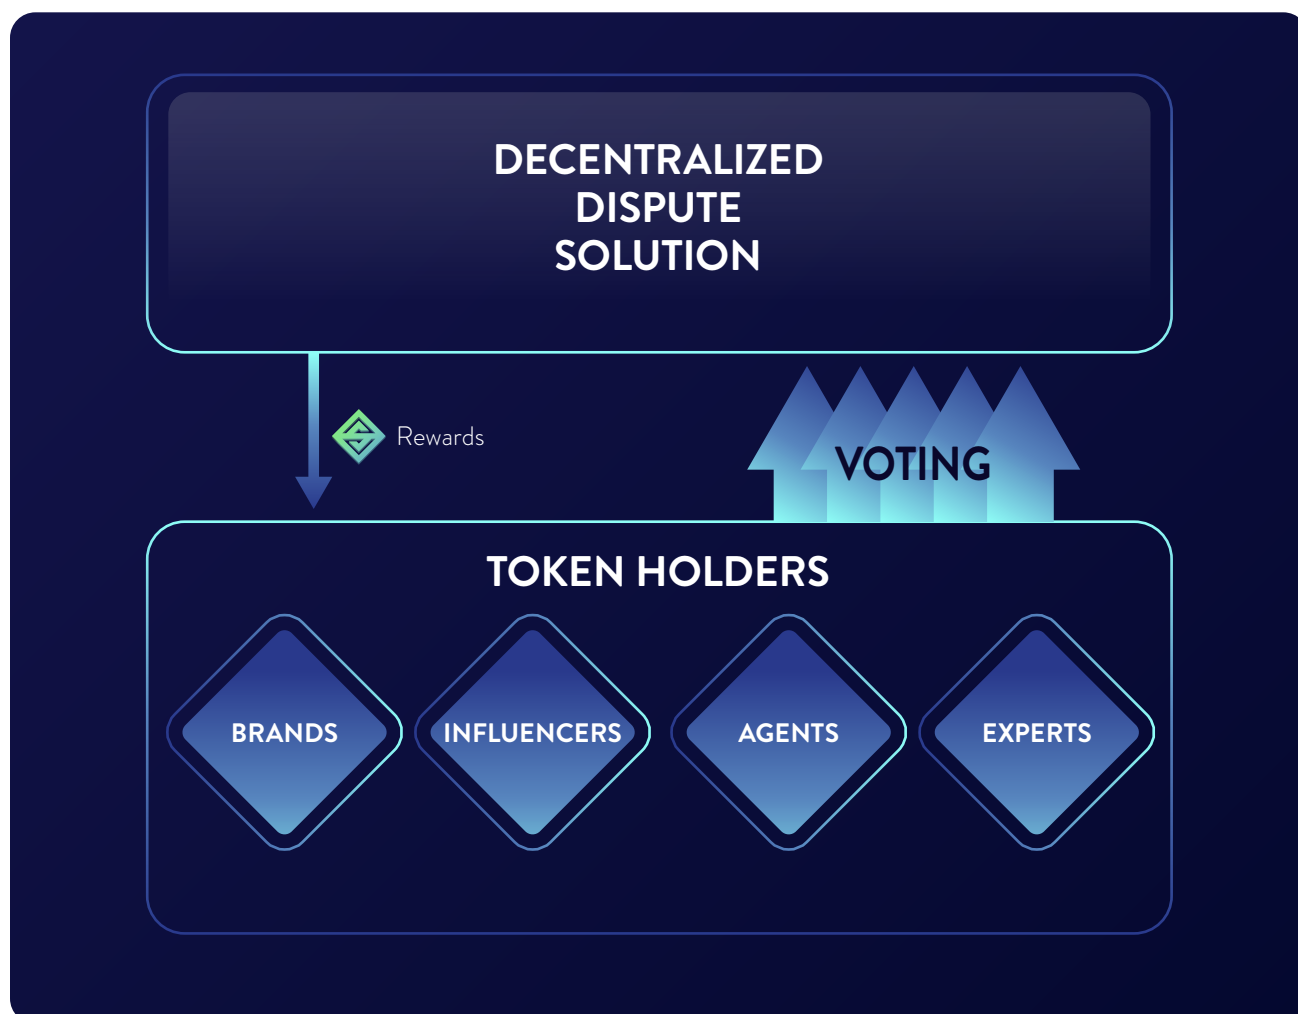 DECENTRALIZED
DISPUTE
SOLUTION
Rewards
VOTING
TOKEN HOLDERS
BRANDS
INFLUENCERS
AGENTS
EXPERTS